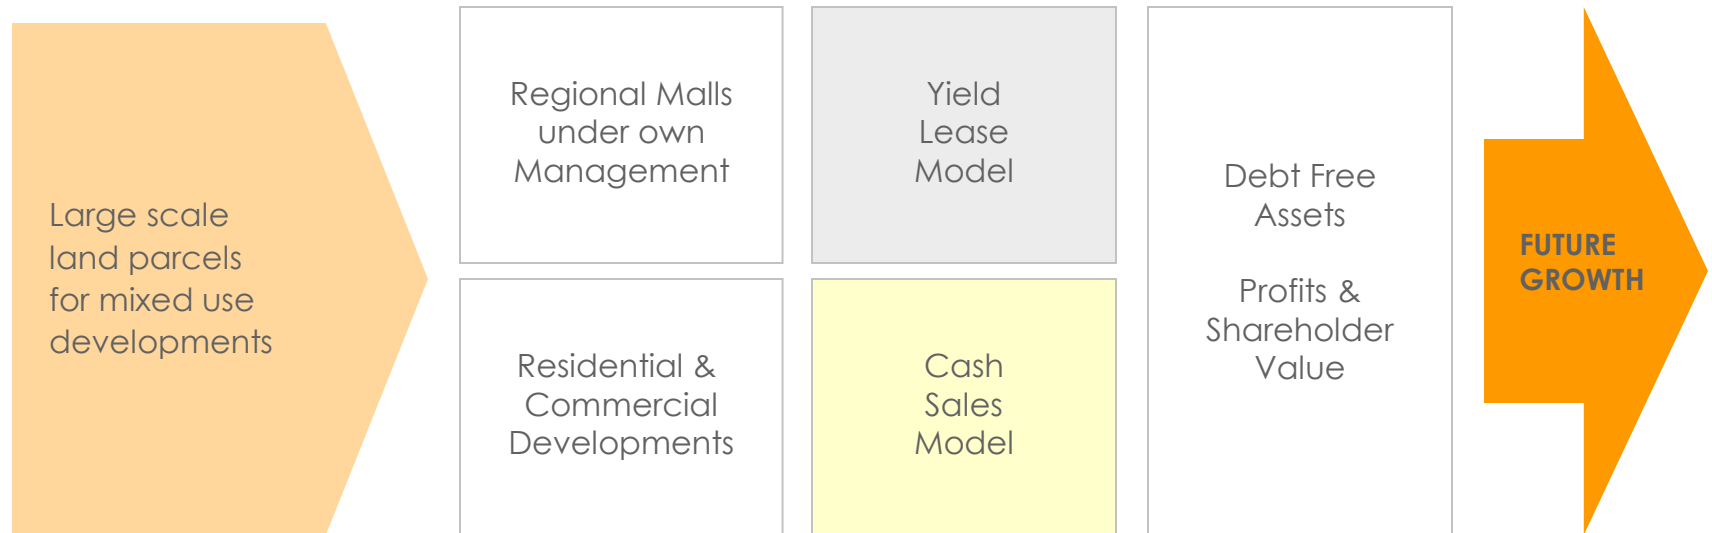 Large scale
land parcels
for mixed use
developments
Regional Malls
under own
Management
Residential &
Commercial
Developments
Yield
Lease
Model
Cash
Sales
Model
Debt Free
Assets
Profits &
Shareholder
Value
FUTURE
GROWTH